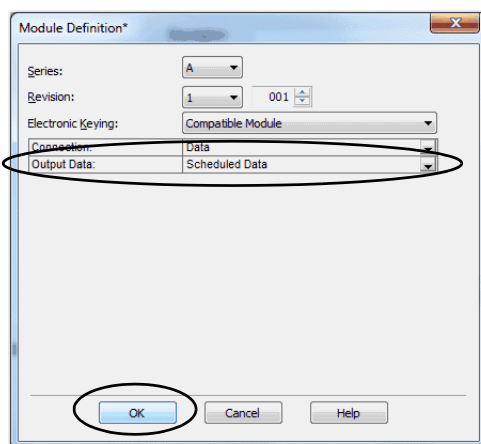 Module Definition*
Series: A
Revision: 1 001
Electronic Keying: Compatible Module
Connection: Data
Output Data: Scheduled Data
OK Cancel Help